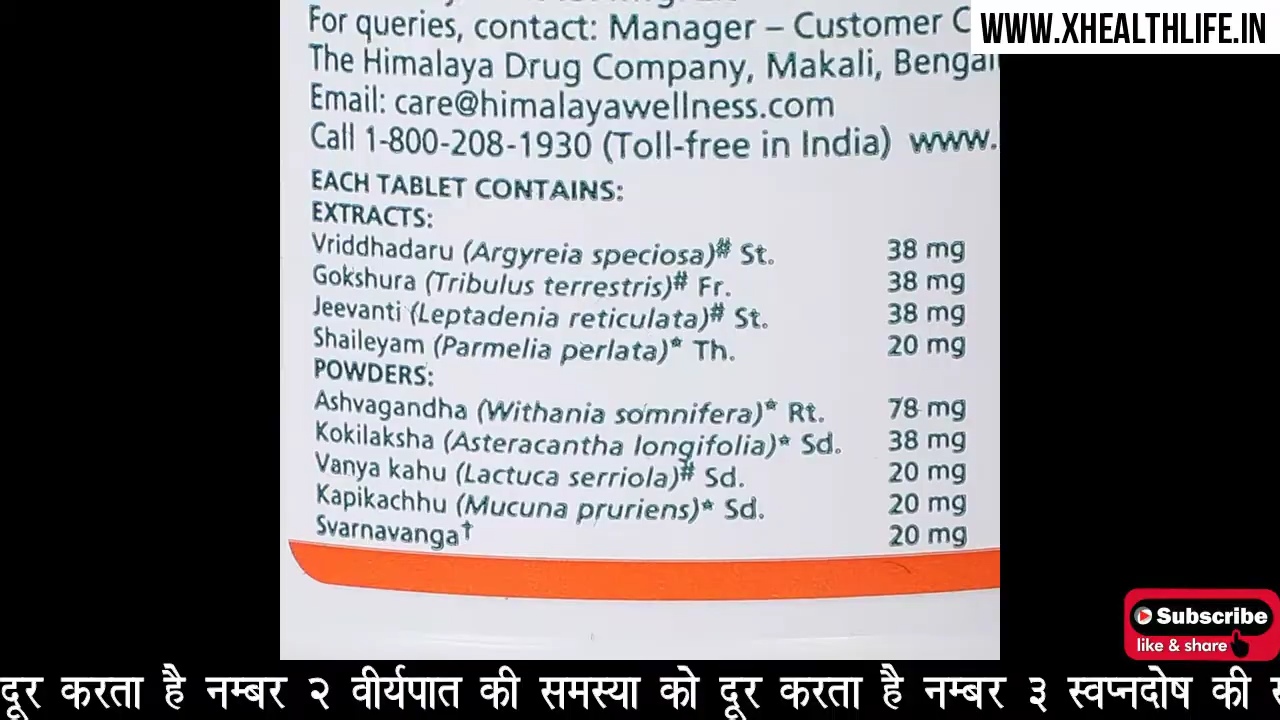 WWW.XHEALTHLIFE.IN
For queries, contact: Manager – Customer C
The Himalaya Drug Company, Makali,
Email: care@himalayawellness.com
Call 1-800-208-1930 (Toll-free in India) www.
EACH TABLET CONTAINS:
EXTRACTS:
Vriddhadaru (Argyreia speciosa)# St. 38 mg
Gokshura (Tribulus terrestris)# Fr. 38 mg
Jeevanti (Leptadenia reticulata)# St. 38 mg
Shaileyam (Parmelia perlata)* Th. 20 mg
POWDERS:
Ashvagandha (Withania somnifera)* Rt. 78 mg
Kokilaksha (Asteracantha longifolia)* Sd. 38 mg
Vanya kahu (Lactuca serriola)# Sd. 20 mg
Kapikachhu (Mucuna pruriens)* Sd. 20 mg
Svarnavanga† 20 mg
Subscribe
like & share
दूर करता है नम्बर २ वीर्यपात की समस्या को दूर करता है नम्बर ३ स्वप्नदोष की